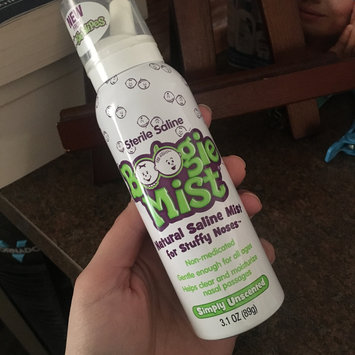 NEW
Sterile Saline
Boogie
Mist
Natural Saline Mist
for Stuffy Noses
Non-medicated
Gentle enough for all ages
Helps clear and moisturize
nasal passages
Simply Unscented
3.1 OZ (89g)